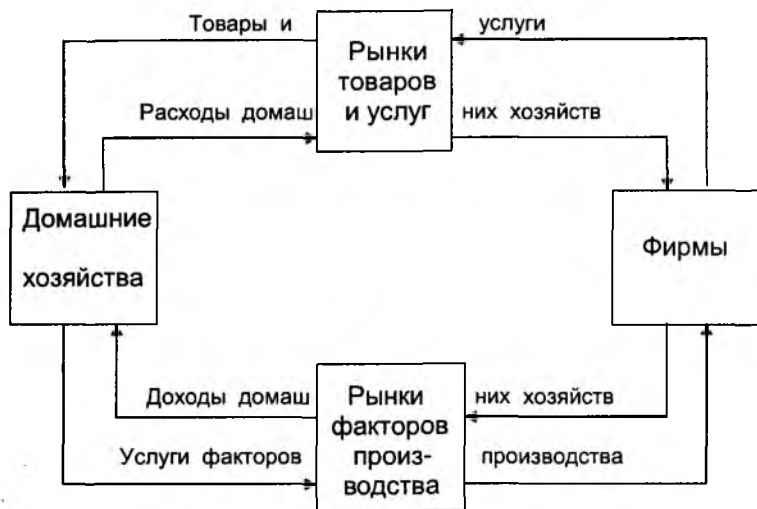 Товары и
услуги
Рынки
товаров
и услуг
Расходы домаш
них хозяйств
Домашние
хозяйства
Фирмы
Доходы домаш
них хозяйств
Рынки
факторов
произ-
водства
Услуги факторов
производства